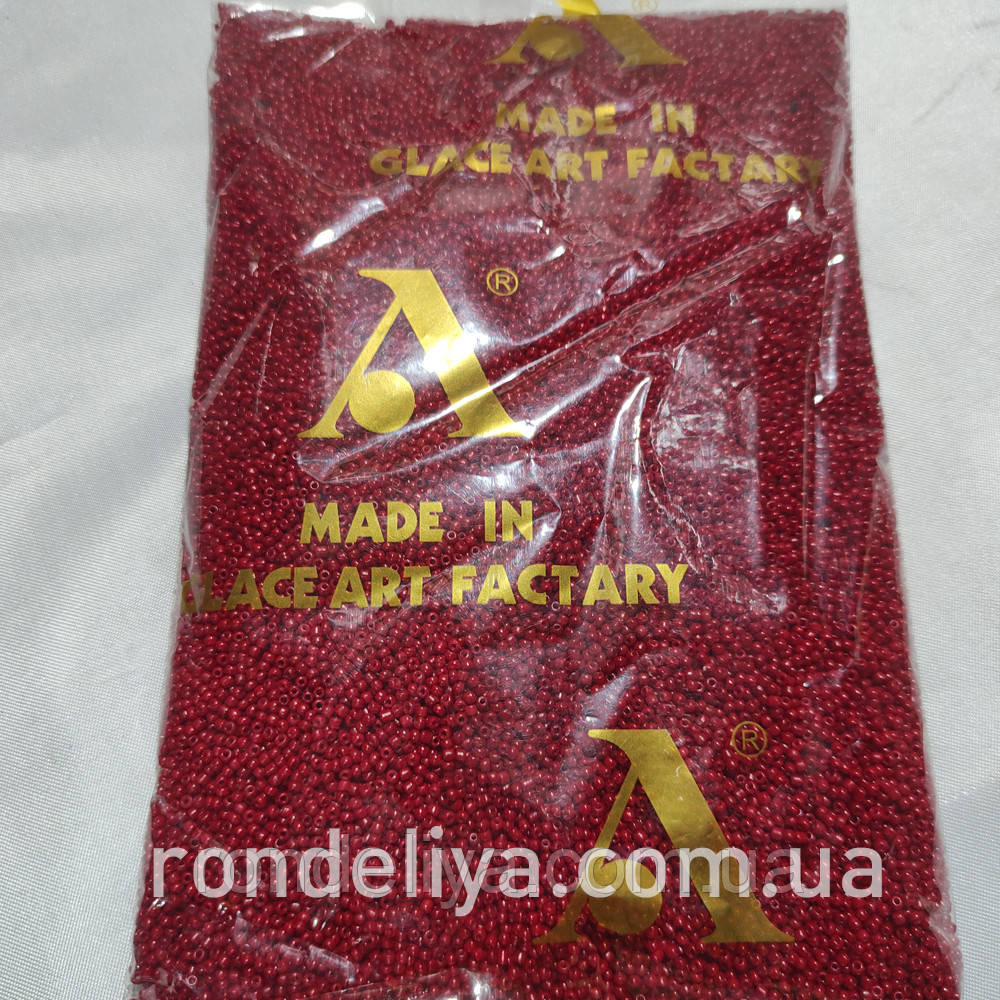 A
MADE IN
GLACE ART FACTARY
A ®
MADE IN
GLACE ART FACTARY
A ®
rondeliya.com.ua